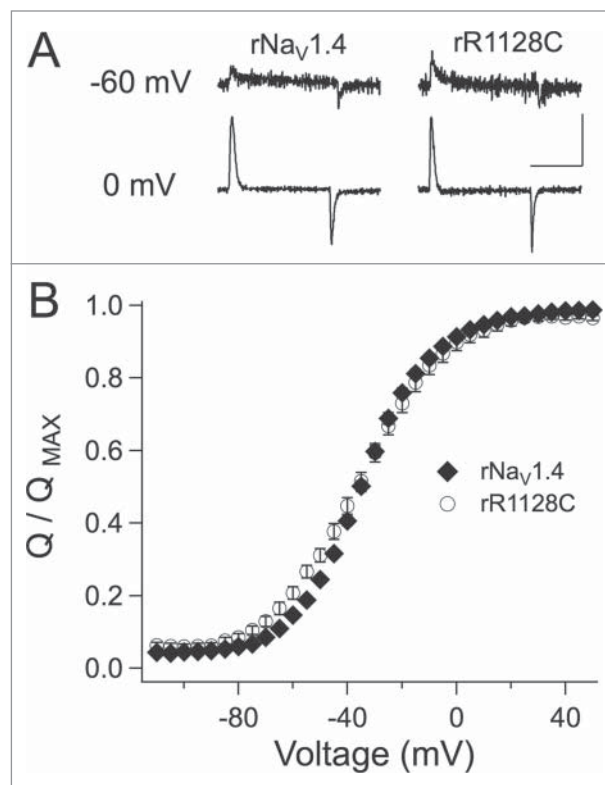 A
rNaV1.4
rR1128C
-60 mV
0 mV
B
1.0
0.8
0.6
0.4
0.2
0.0
Q / QMAX
rNaV1.4
rR1128C
-80
-40
0
40
Voltage (mV)